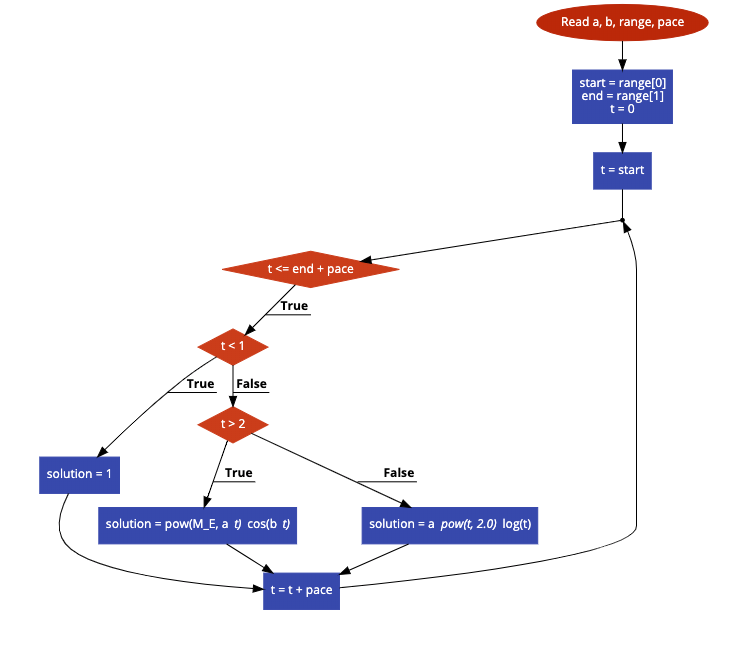 Read a, b, range, pace
start = range[0]
end = range[1]
t = 0
t = start
t <= end + pace
True
t < 1
True
False
t > 2
True
False
solution = 1
solution = pow(M_E, a t) cos(b t)
solution = a pow(t, 2.0) log(t)
t = t + pace